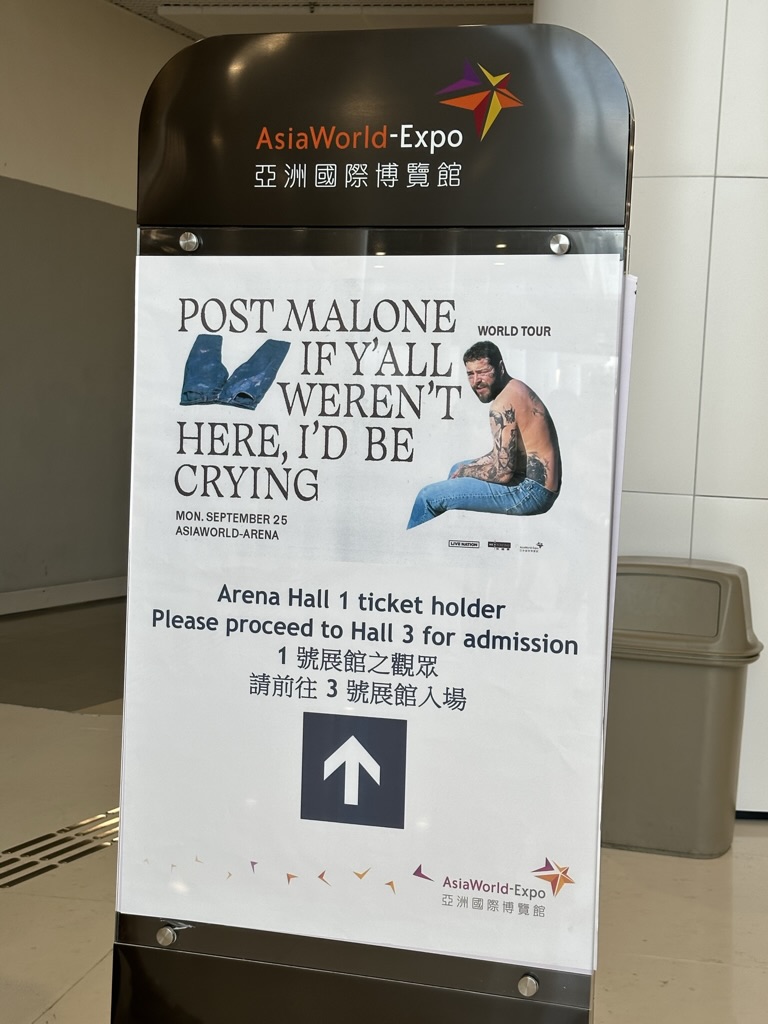 AsiaWorld-Expo
亞洲國際博覽館
POST MALONE
WORLD TOUR
IF Y'ALL
WEREN'T
HERE, I'D BE
CRYING
MON. SEPTEMBER 25
ASIAWORLD-ARENA
LIVE NATION
Arena Hall 1 ticket holder
Please proceed to Hall 3 for admission
1 號展館之觀眾
請前往 3 號展館入場
AsiaWorld-Expo
亞洲國際博覽館